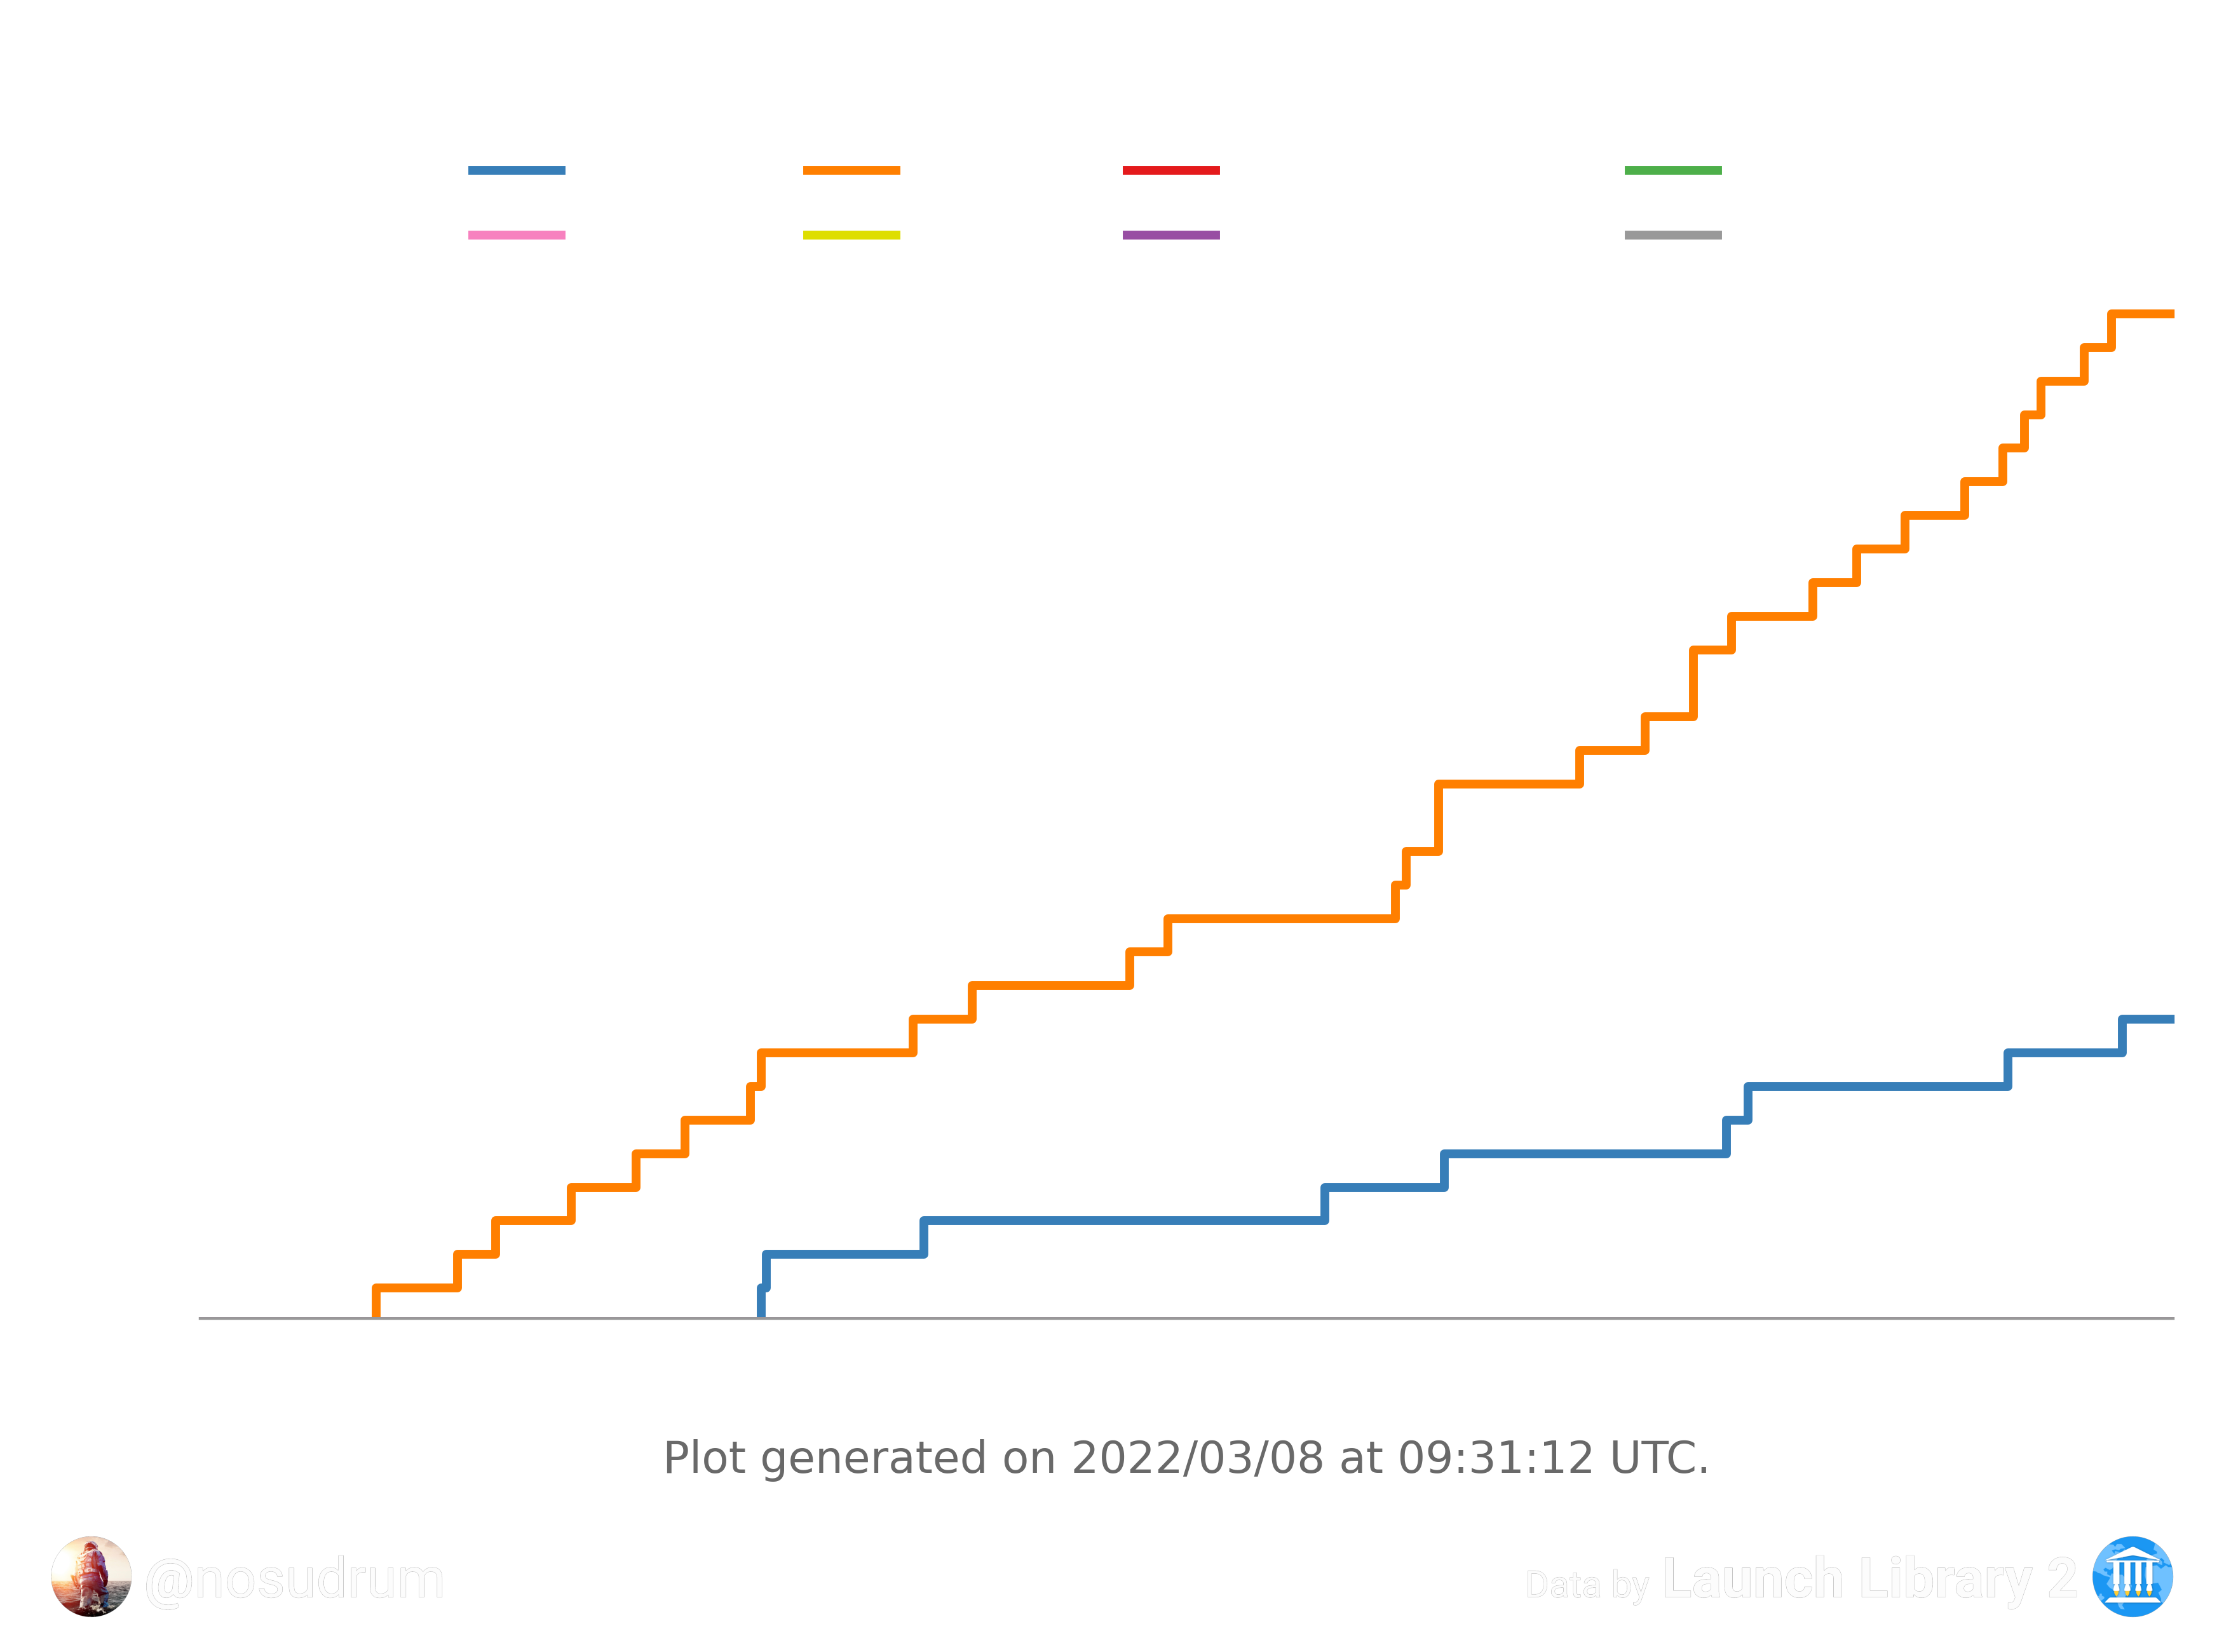 Plot generated on 2022/03/08 at 09:31:12 UTC.
@nosudrum
Data by Launch Library 2